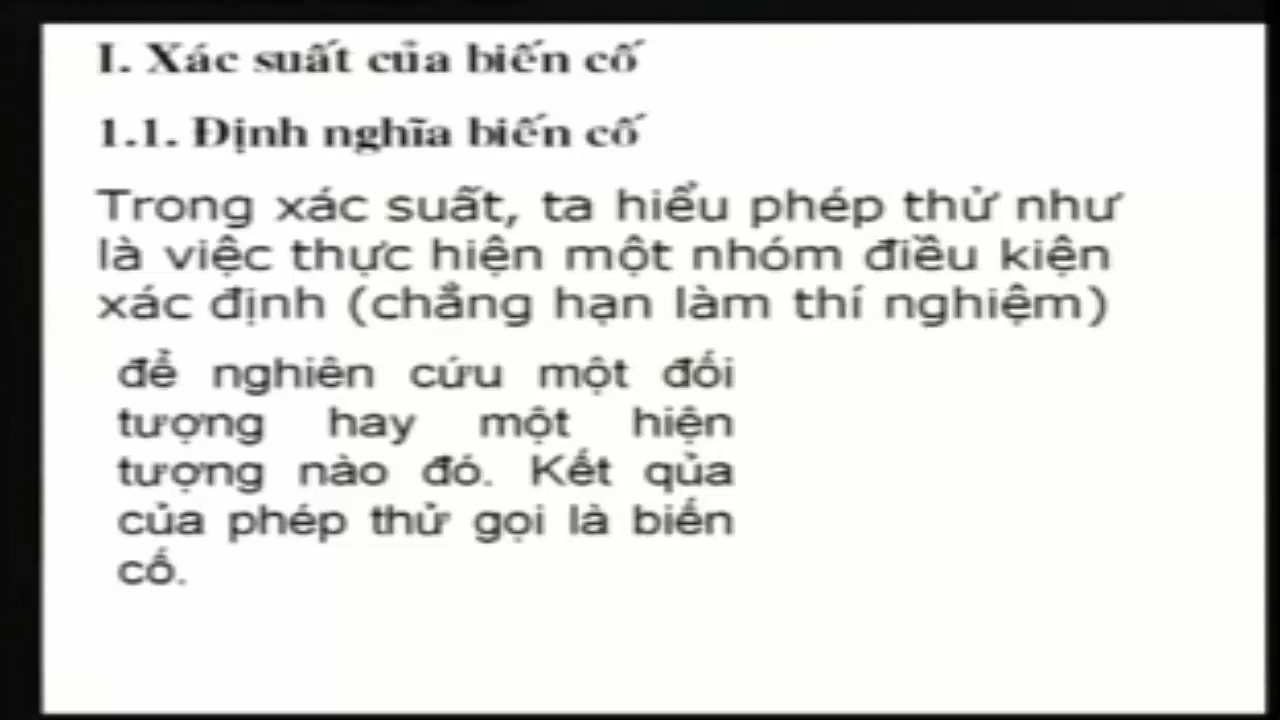 I. Xác suất của biến cố
1.1. Định nghĩa biến cố
Trong xác suất, ta hiểu phép thử như
là việc thực hiện một nhóm điều kiện
xác định (chẳng hạn làm thí nghiệm)
để nghiên cứu một đối
tượng hay một hiện
tượng nào đó. Kết qủa
của phép thử gọi là biến
cố.